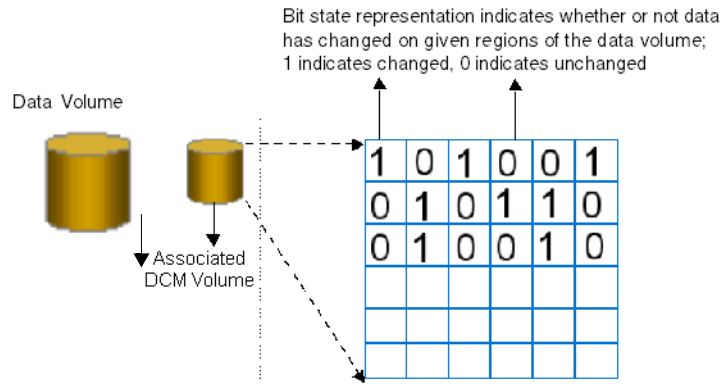 Bit state representation indicates whether or not data
has changed on given regions of the data volume;
1 indicates changed, 0 indicates unchanged
Data Volume
Associated
DCM Volume
1 0 1 0 0 1
0 1 0 1 1 0
0 1 0 0 1 0